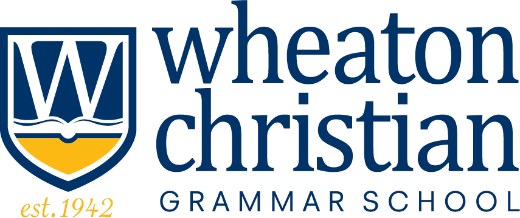 W
wheaton
christian
GRAMMAR SCHOOL
est.1942